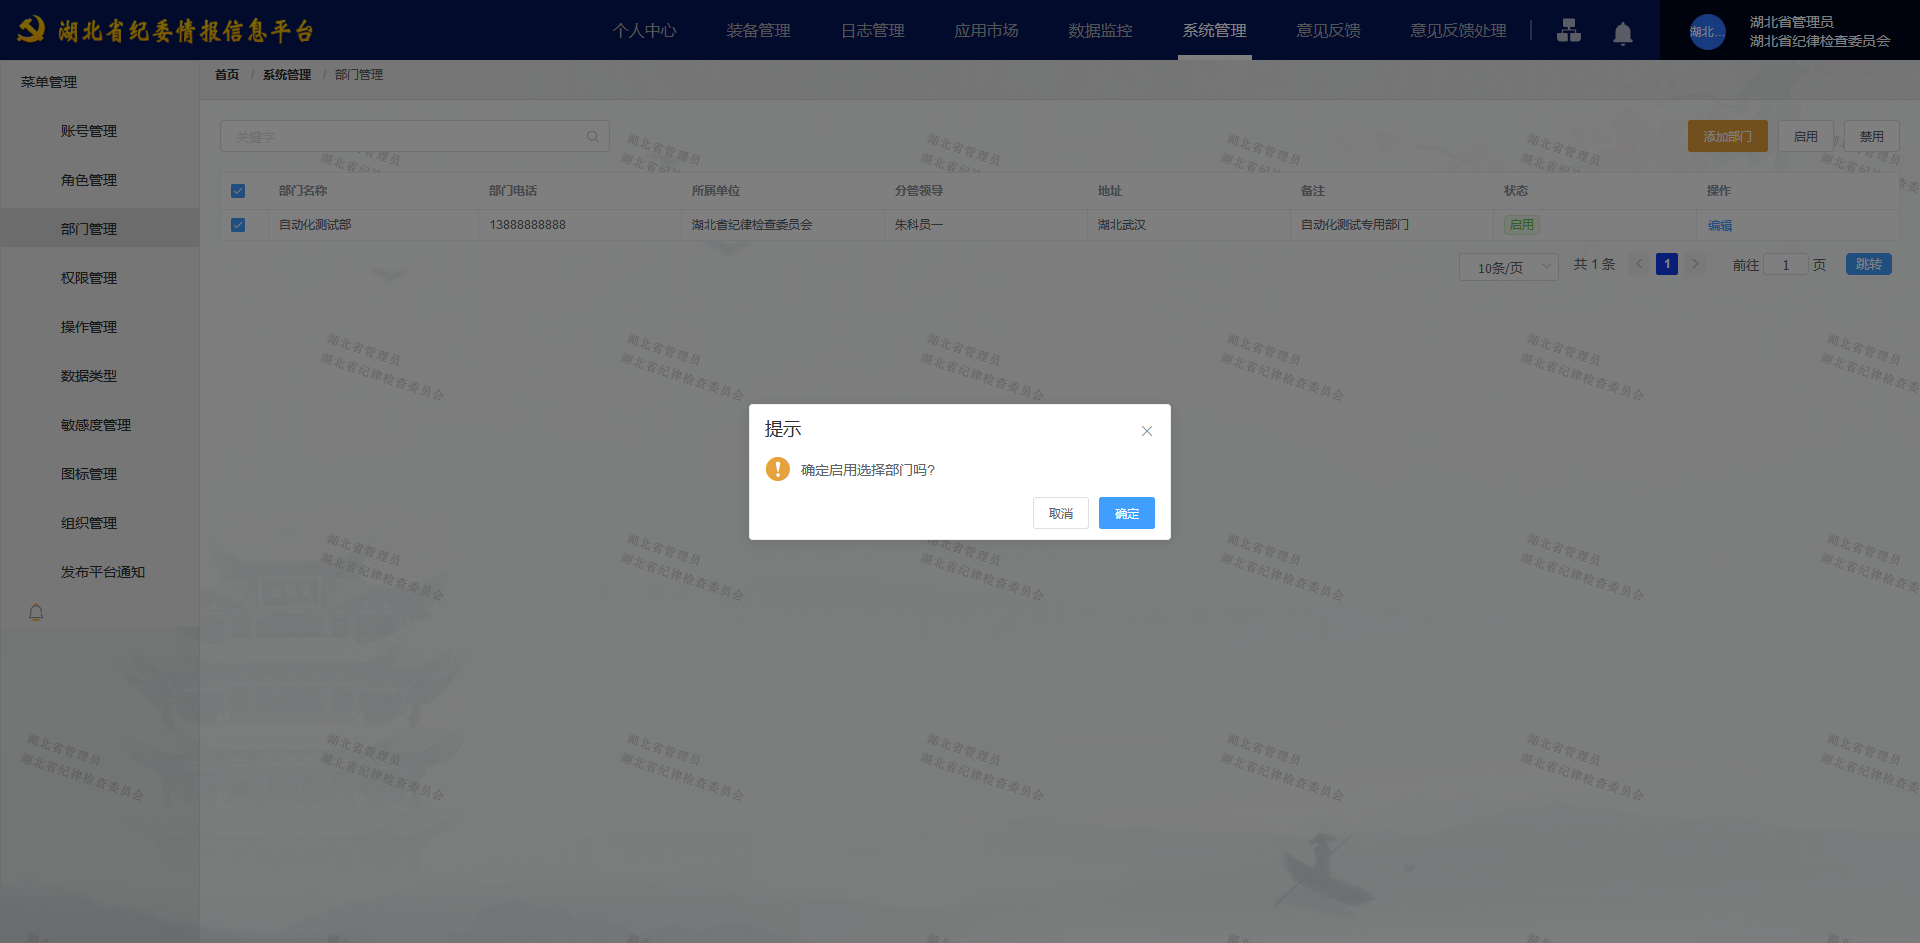 湖北省纪委情报信息平台
个人中心 装备管理 日志管理 应用市场 数据监控 系统管理 意见反馈 意见反馈处理
湖北...
湖北省管理员
湖北省纪律检查委员会
菜单管理
账号管理
角色管理
部门管理
权限管理
操作管理
数据类型
敏感度管理
图标管理
组织管理
发布平台通知
首页 / 系统管理 / 部门管理
关键字
添加部门 启用 禁用
部门名称 部门电话 所属单位 分管领导 地址 备注 状态 操作
自动化测试部 13888888888 湖北省纪律检查委员会 朱科员一 湖北武汉 自动化测试专用部门 启用 编辑
10条/页 共 1 条 1 前往 1 页 跳转
提示
确定启用选择部门吗?
取消 确定
湖北省管理员
湖北省纪律检查委员会